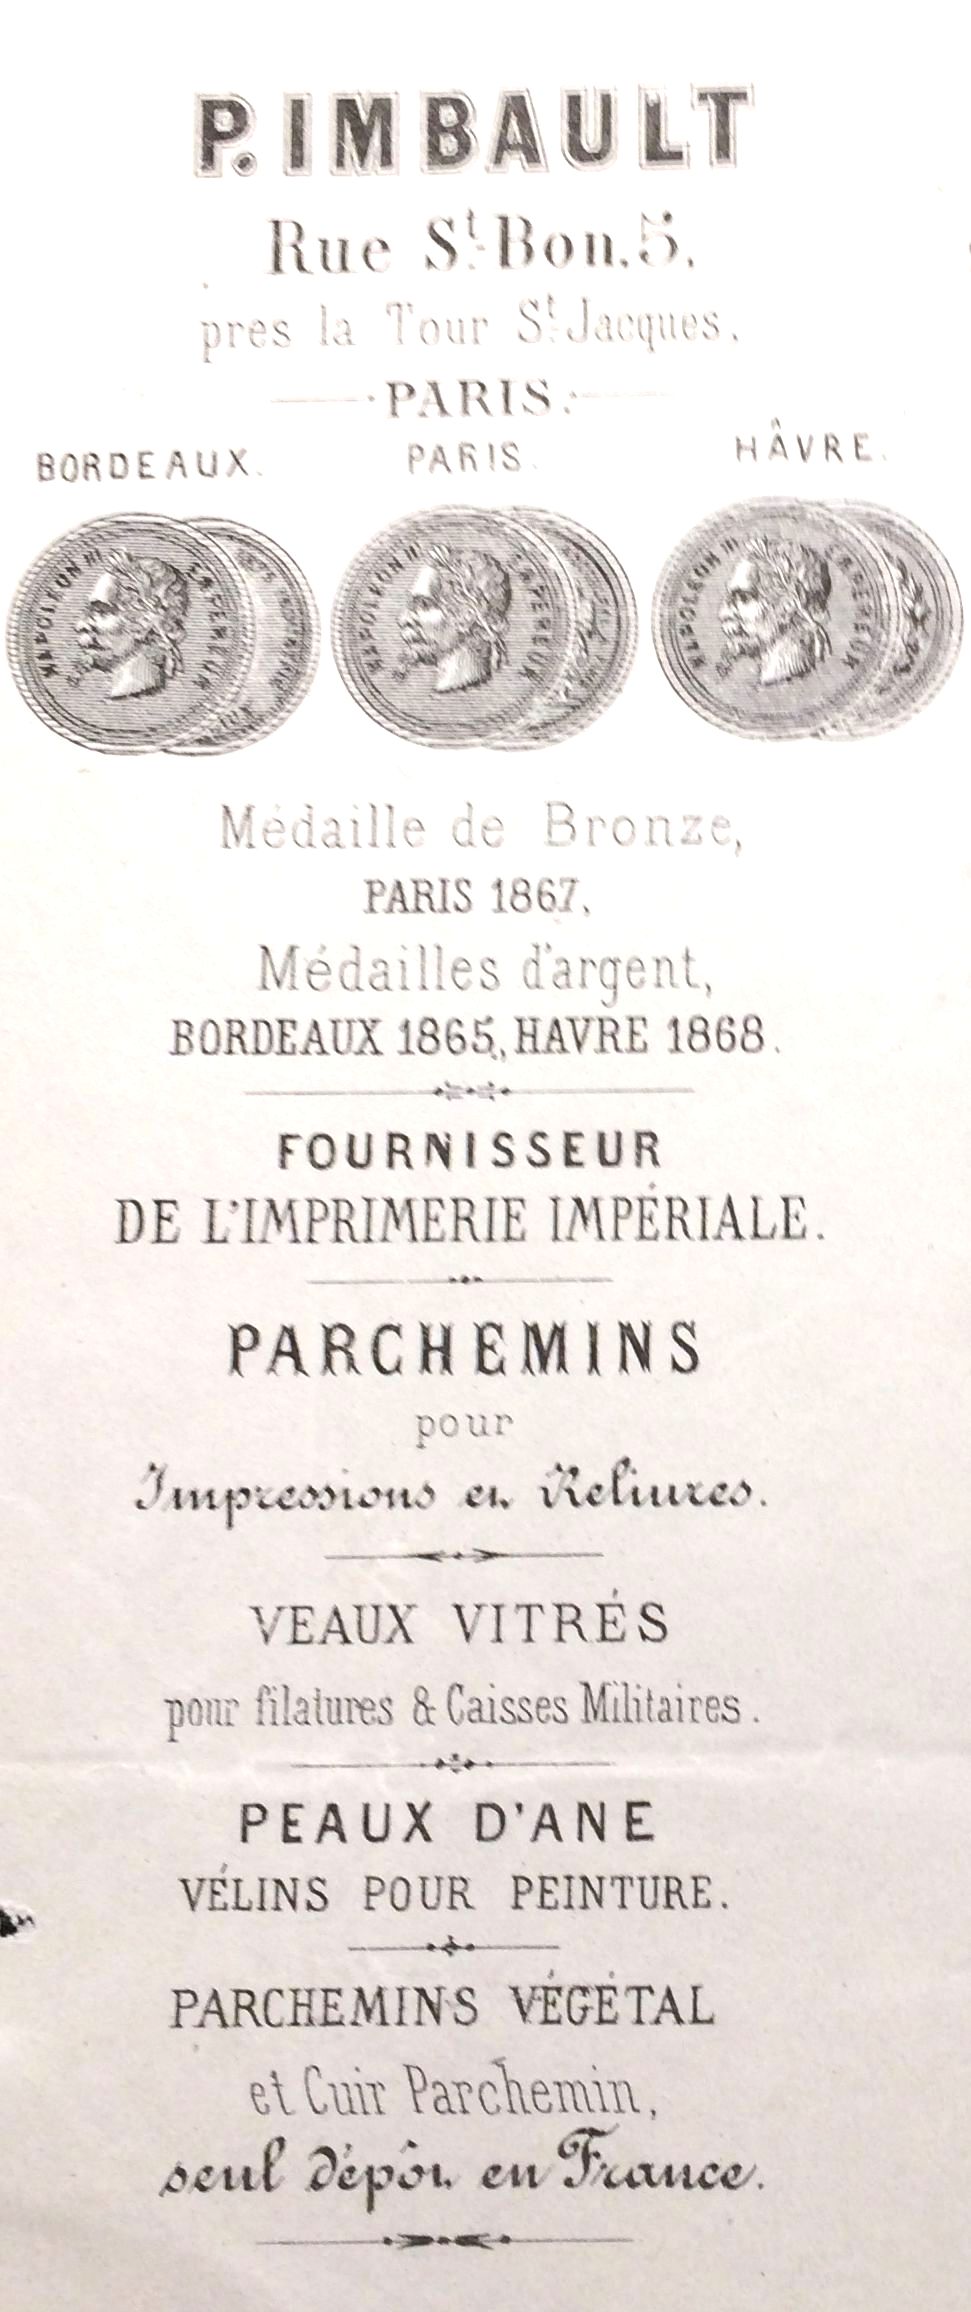 P. IMBAULT
Rue St. Bon. 5.
près la Tour St. Jacques.
PARIS.
BORDEAUX. PARIS. HÂVRE.
NAPOLEON III EMPEREUR NAPOLEON III EMPEREUR NAPOLEON III EMPEREUR
Médaille de Bronze,
PARIS 1867.
Médailles d'argent,
BORDEAUX 1865, HAVRE 1868.
FOURNISSEUR
DE L'IMPRIMERIE IMPÉRIALE.
PARCHEMINS
pour
Impressions et Reliures.
VEAUX VITRÉS
pour filatures & Caisses Militaires.
PEAUX D'ANE
VÉLINS POUR PEINTURE.
PARCHEMINS VÉGÉTAL
et Cuir Parchemin,
seul dépôt en France.